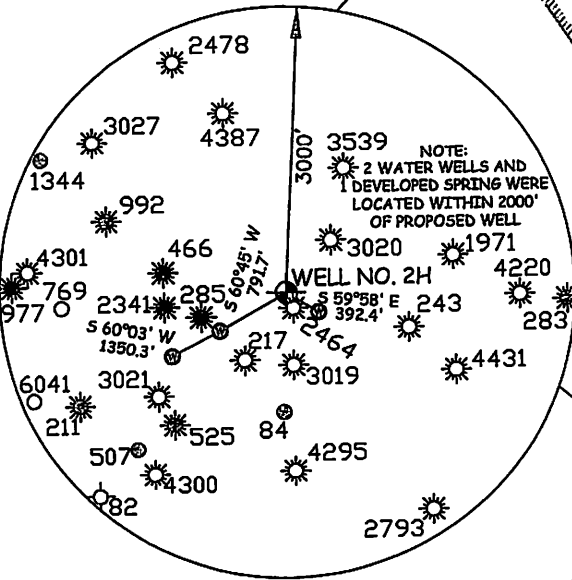 2478
4387
3027
1344
3000'
3539
NOTE:
2 WATER WELLS AND
1 DEVELOPED SPRING WERE
LOCATED WITHIN 2000'
OF PROPOSED WELL
992
3020
1971
4301
466
WELL NO. 2H
4220
977
769
2341
285
S 60°45' W
791.7'
S 59°58' E
392.4'
243
283
S 60°03' W
1350.3'
2464
217
3019
4431
6041
211
3021
525
84
507
4300
4295
82
2793
W
W
W